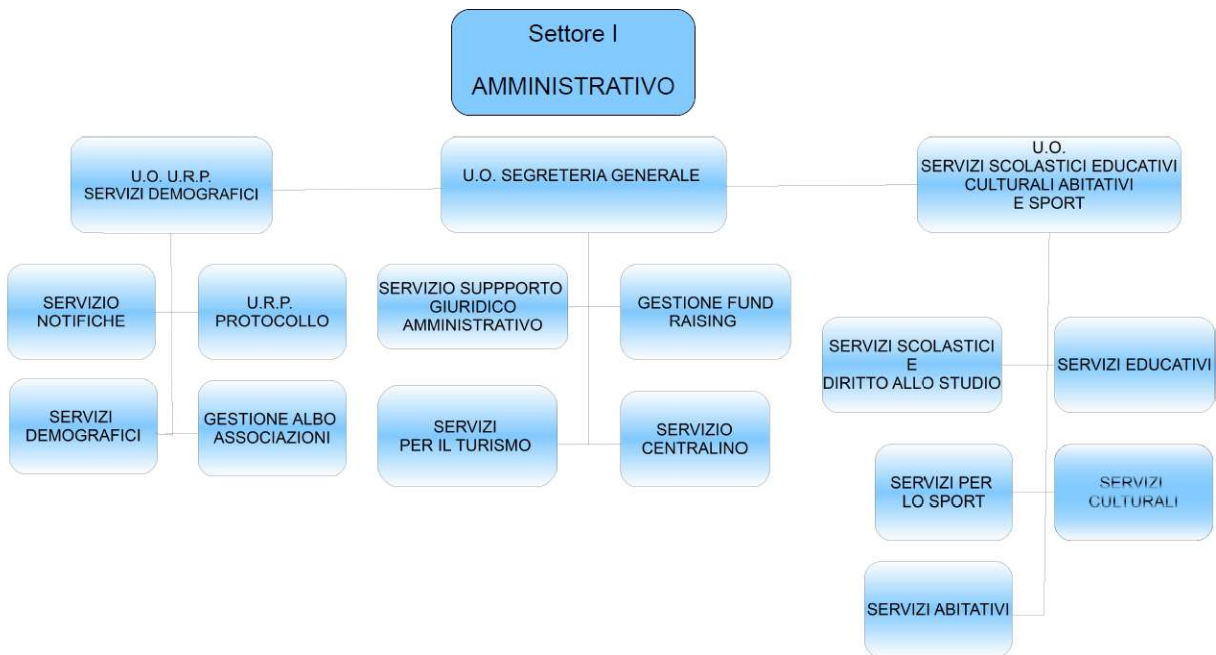 Settore I
AMMINISTRATIVO
U.O. U.R.P.
SERVIZI DEMOGRAFICI
U.O. SEGRETERIA GENERALE
U.O.
SERVIZI SCOLASTICI EDUCATIVI
CULTURALI ABITATIVI
E SPORT
SERVIZIO
NOTIFICHE
U.R.P.
PROTOCOLLO
SERVIZIO SUPPPORTO
GIURIDICO
AMMINISTRATIVO
GESTIONE FUND
RAISING
SERVIZI SCOLASTICI
E
DIRITTO ALLO STUDIO
SERVIZI EDUCATIVI
SERVIZI
DEMOGRAFICI
GESTIONE ALBO
ASSOCIAZIONI
SERVIZI
PER IL TURISMO
SERVIZIO
CENTRALINO
SERVIZI PER
LO SPORT
SERVIZI
CULTURALI
SERVIZI ABITATIVI